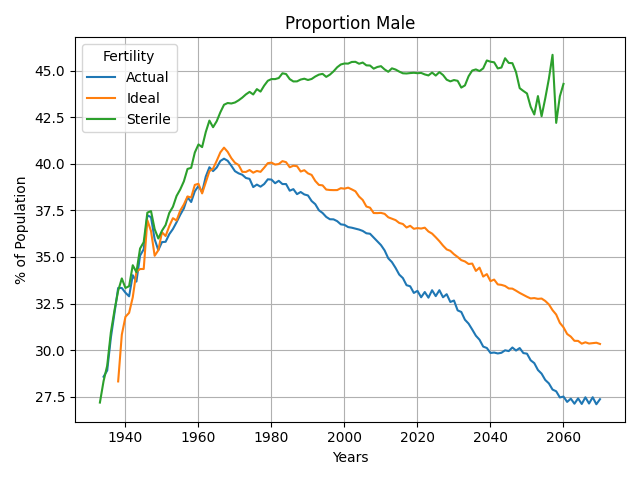 Proportion Male
Fertility
Actual
Ideal
Sterile
% of Population
45.0
42.5
40.0
37.5
35.0
32.5
30.0
27.5
1940 1960 1980 2000 2020 2040 2060
Years